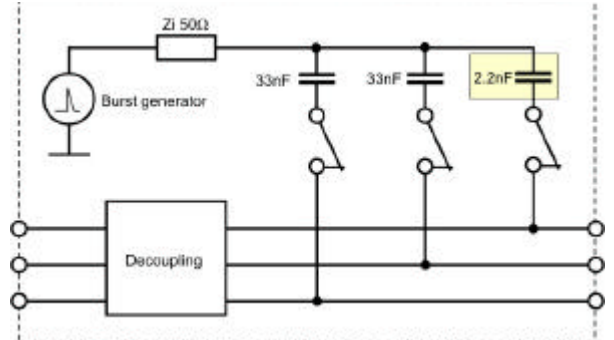 Zi 50Ω
33nF
33nF
2.2nF
Burst generator
Decoupling